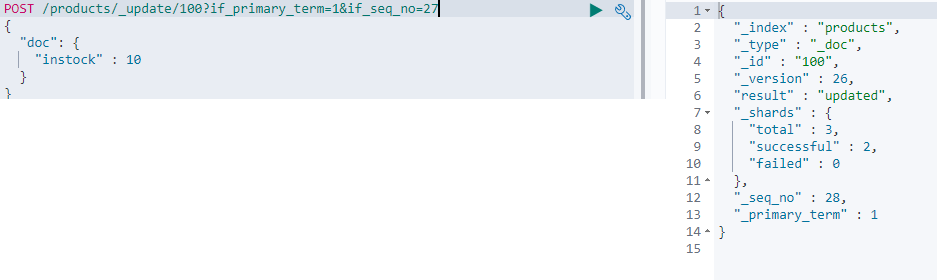 POST /products/_update/100?if_primary_term=1&if_seq_no=27
{
  "doc": {
    "instock" : 10
  }
}
1 {
2   "_index" : "products",
3   "_type" : "_doc",
4   "_id" : "100",
5   "_version" : 26,
6   "result" : "updated",
7   "_shards" : {
8     "total" : 3,
9     "successful" : 2,
10     "failed" : 0
11   },
12   "_seq_no" : 28,
13   "_primary_term" : 1
14 }
15